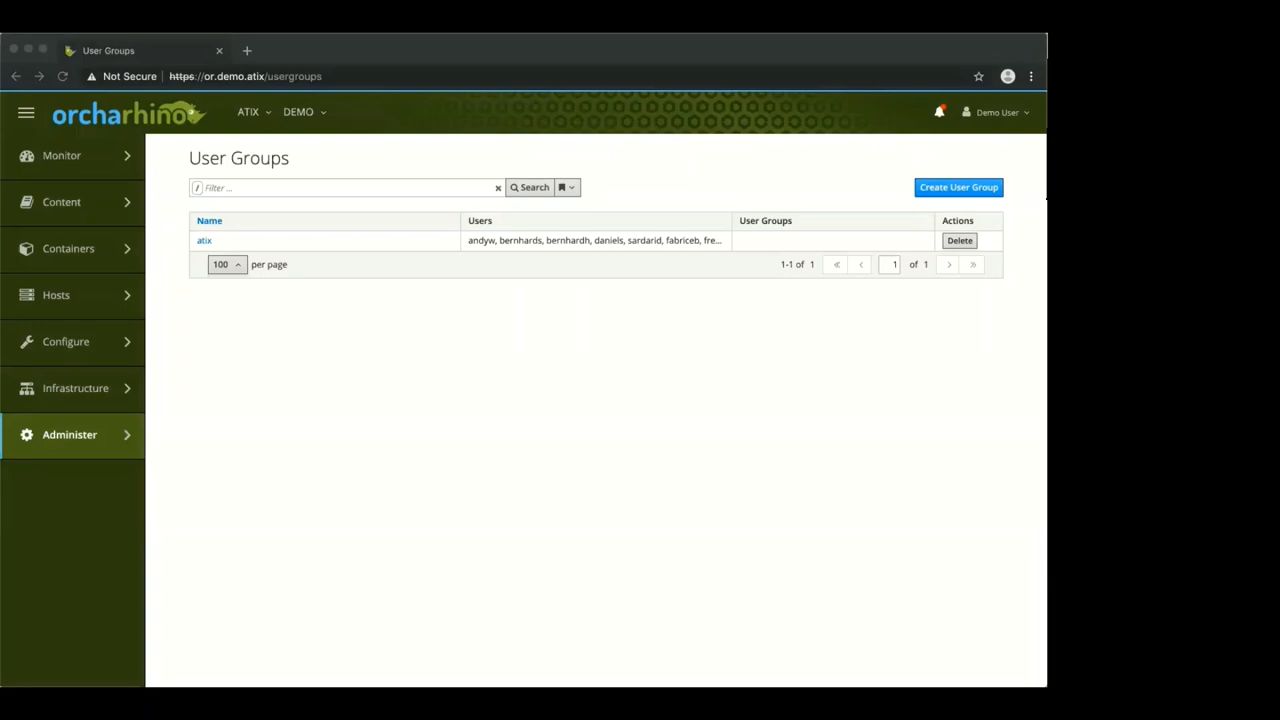 User Groups
Not Secure https://or.demo.atix/usergroups
orcharhino ATIX DEMO Demo User
Monitor
Content
Containers
Hosts
Configure
Infrastructure
Administer
User Groups
/ Filter ... Search Create User Group
Name Users User Groups Actions
atix andyw, bernhards, bernhardh, daniels, sardarid, fabriceb, fre... Delete
100 per page 1-1 of 1 « ‹ 1 of 1 › »